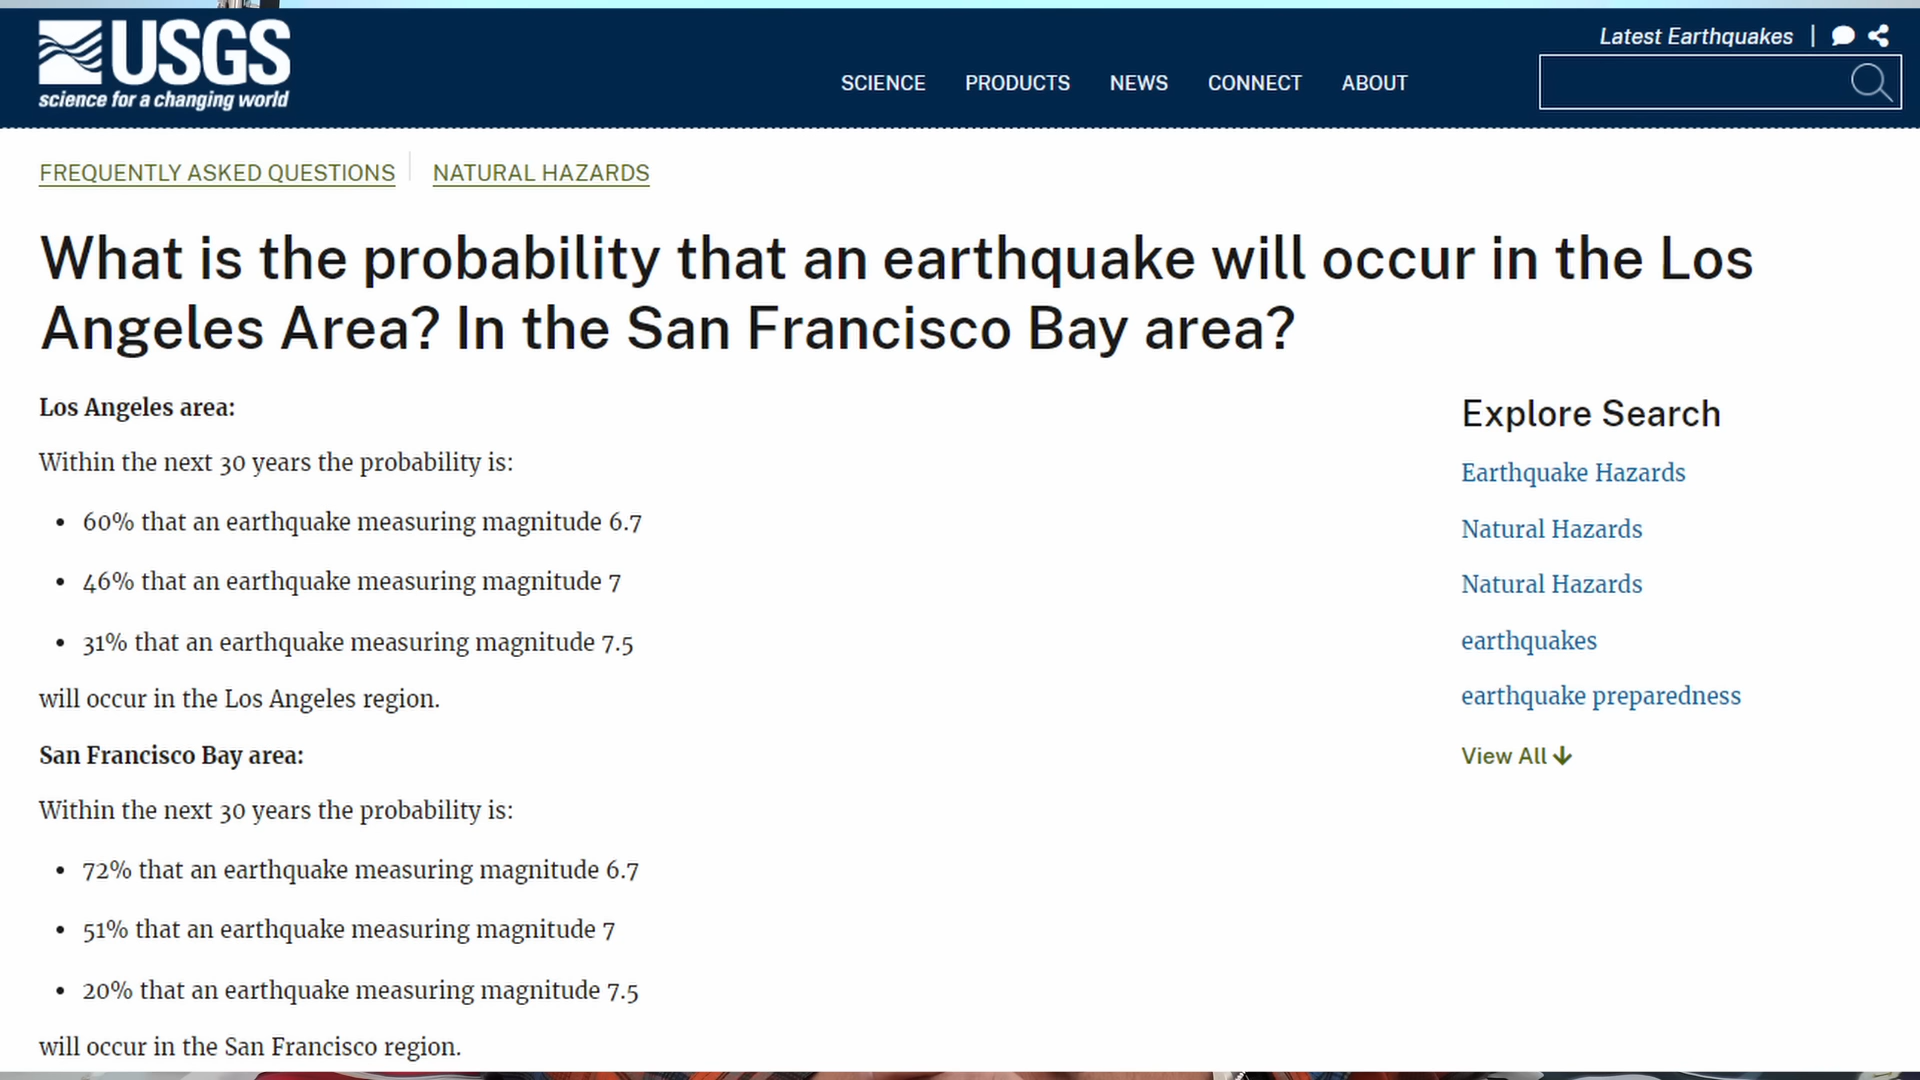 USGS
science for a changing world
Latest Earthquakes |
SCIENCE PRODUCTS NEWS CONNECT ABOUT
FREQUENTLY ASKED QUESTIONS NATURAL HAZARDS
What is the probability that an earthquake will occur in the Los
Angeles Area? In the San Francisco Bay area?
Los Angeles area:
Within the next 30 years the probability is:
• 60% that an earthquake measuring magnitude 6.7
• 46% that an earthquake measuring magnitude 7
• 31% that an earthquake measuring magnitude 7.5
will occur in the Los Angeles region.
San Francisco Bay area:
Within the next 30 years the probability is:
• 72% that an earthquake measuring magnitude 6.7
• 51% that an earthquake measuring magnitude 7
• 20% that an earthquake measuring magnitude 7.5
will occur in the San Francisco region.
Explore Search
Earthquake Hazards
Natural Hazards
Natural Hazards
earthquakes
earthquake preparedness
View All